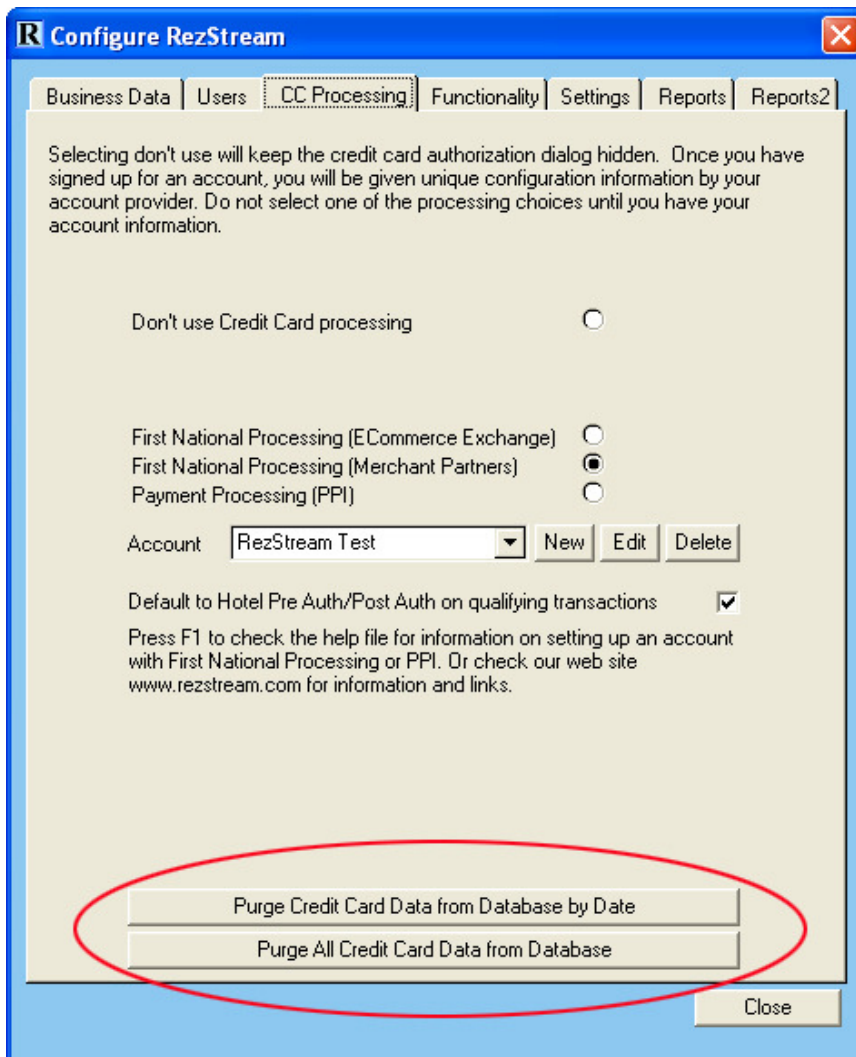 R Configure RezStream
Business Data Users CC Processing Functionality Settings Reports Reports2
Selecting don't use will keep the credit card authorization dialog hidden. Once you have
signed up for an account, you will be given unique configuration information by your
account provider. Do not select one of the processing choices until you have your
account information.
Don't use Credit Card processing
First National Processing (ECommerce Exchange)
First National Processing (Merchant Partners)
Payment Processing (PPI)
Account RezStream Test New Edit Delete
Default to Hotel Pre Auth/Post Auth on qualifying transactions
Press F1 to check the help file for information on setting up an account
with First National Processing or PPI. Or check our web site
www.rezstream.com for information and links.
Purge Credit Card Data from Database by Date
Purge All Credit Card Data from Database
Close